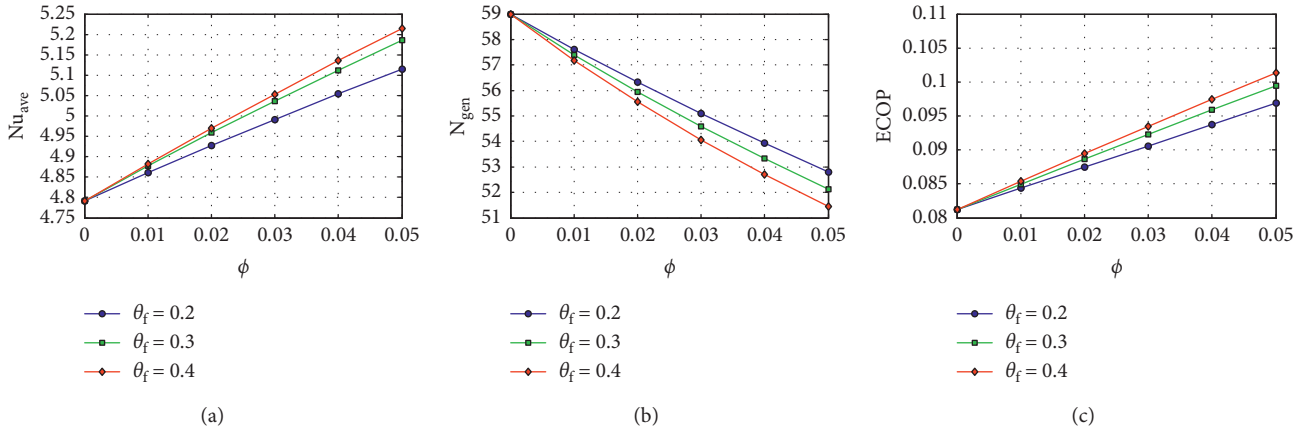 Nu_ave
5.25
5.2
5.15
5.1
5.05
5
4.95
4.9
4.85
4.8
4.75
0 0.01 0.02 0.03 0.04 0.05
ϕ
θ_f = 0.2
θ_f = 0.3
θ_f = 0.4
(a)
N_gen
59
58
57
56
55
54
53
52
51
0 0.01 0.02 0.03 0.04 0.05
ϕ
θ_f = 0.2
θ_f = 0.3
θ_f = 0.4
(b)
ECOP
0.11
0.105
0.1
0.095
0.09
0.085
0.08
0 0.01 0.02 0.03 0.04 0.05
ϕ
θ_f = 0.2
θ_f = 0.3
θ_f = 0.4
(c)